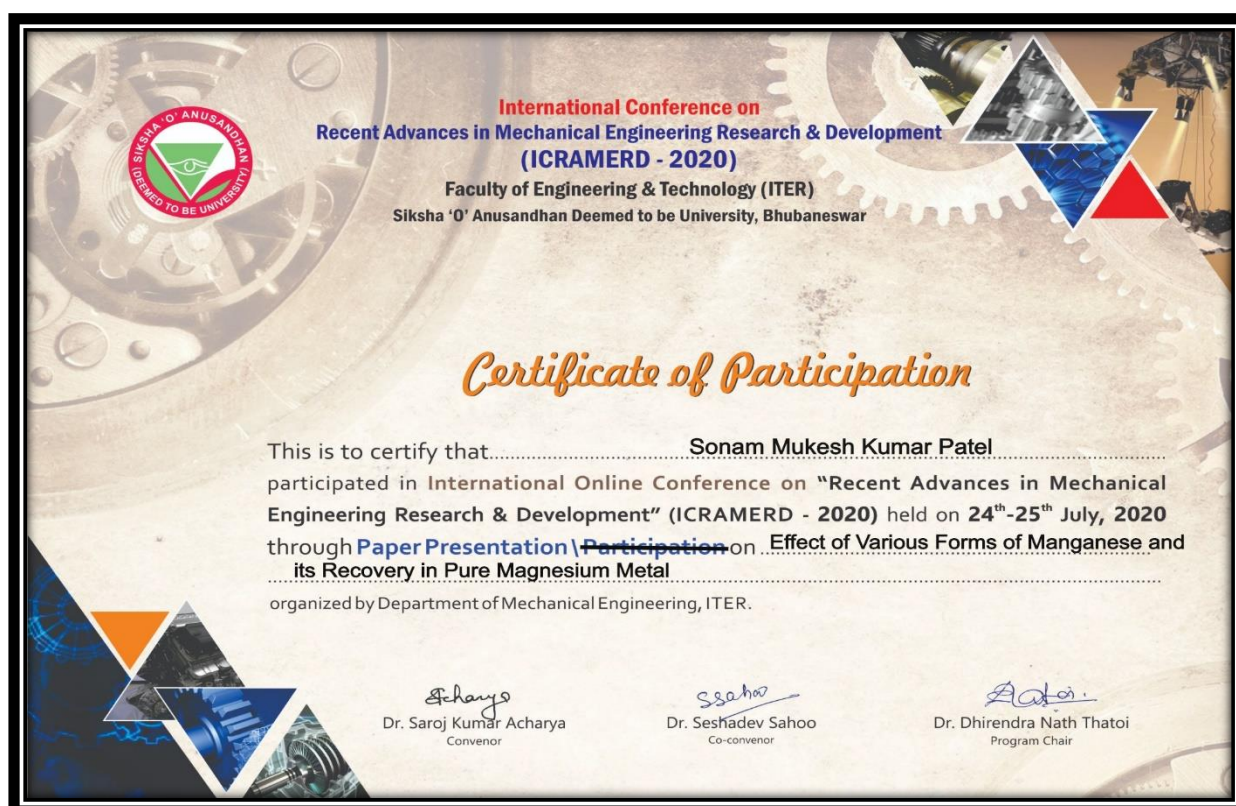 SIKSHA 'O' ANUSANDHAN
(DEEMED TO BE UNIVERSITY)
International Conference on
Recent Advances in Mechanical Engineering Research & Development
(ICRAMERD - 2020)
Faculty of Engineering & Technology (ITER)
Siksha 'O' Anusandhan Deemed to be University, Bhubaneswar
Certificate of Participation
This is to certify that Sonam Mukesh Kumar Patel
participated in International Online Conference on "Recent Advances in Mechanical
Engineering Research & Development" (ICRAMERD - 2020) held on 24th-25th July, 2020
through Paper Presentation \ Participation on Effect of Various Forms of Manganese and
its Recovery in Pure Magnesium Metal
organized by Department of Mechanical Engineering, ITER.
Dr. Saroj Kumar Acharya
Convenor
Ssahoo
Dr. Seshadev Sahoo
Co-convenor
Dr. Dhirendra Nath Thatoi
Program Chair